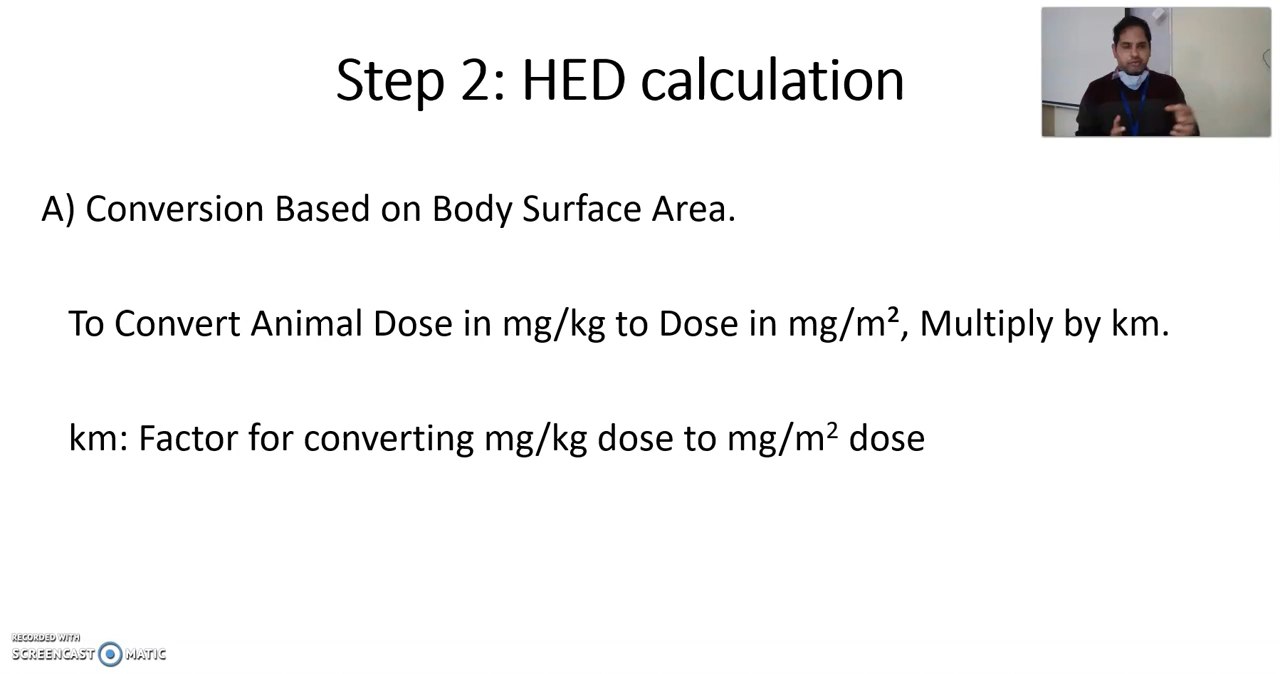 Step 2: HED calculation
A) Conversion Based on Body Surface Area.
To Convert Animal Dose in mg/kg to Dose in mg/m², Multiply by km.
km: Factor for converting mg/kg dose to mg/m² dose
RECORDED WITH
SCREENCAST MATIC